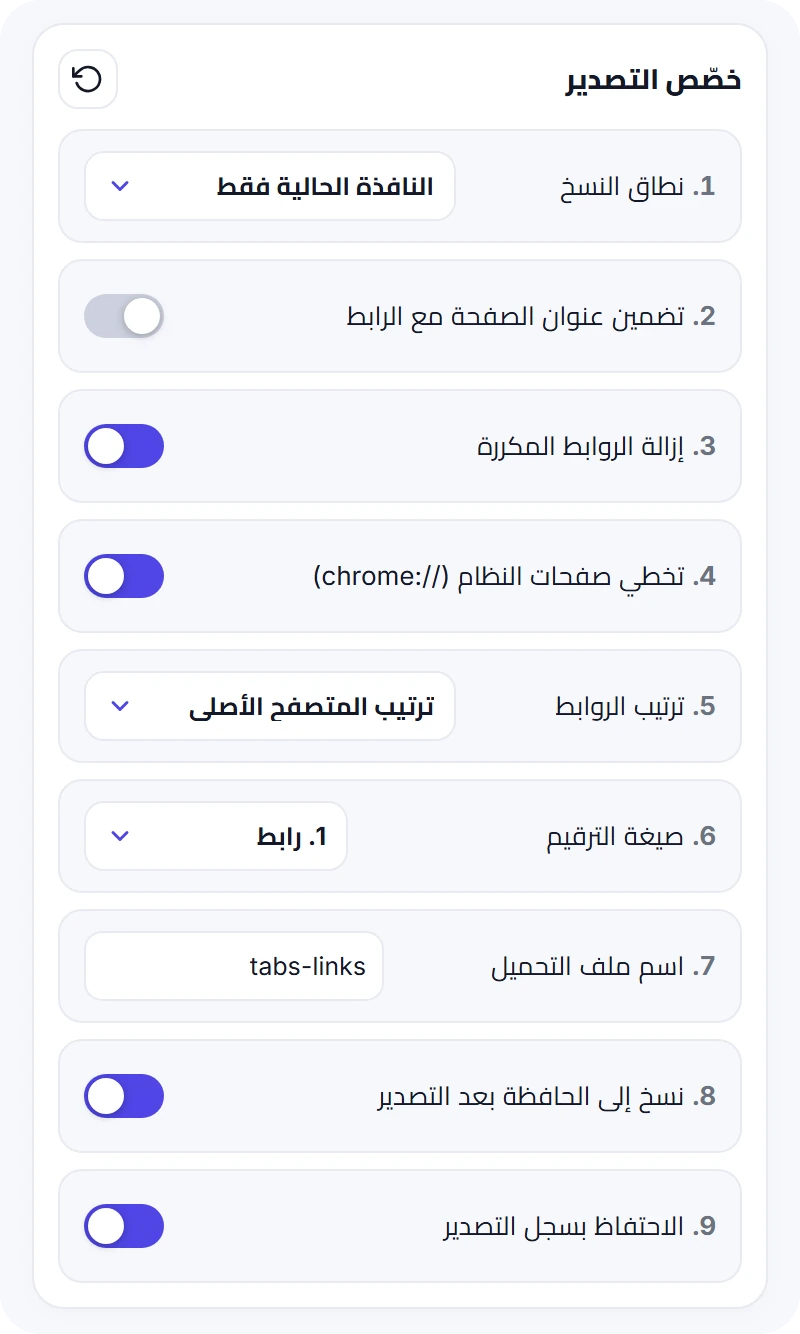 خصّص التصدير
1. نطاق النسخ
النافذة الحالية فقط
2. تضمين عنوان الصفحة مع الرابط
3. إزالة الروابط المكررة
4. تخطي صفحات النظام (chrome://)
5. ترتيب الروابط
ترتيب المتصفح الأصلي
6. صيغة الترقيم
1. رابط
7. اسم ملف التحميل
tabs-links
8. نسخ إلى الحافظة بعد التصدير
9. الاحتفاظ بسجل التصدير